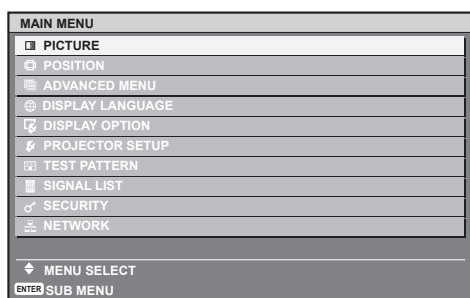 MAIN MENU
PICTURE
POSITION
ADVANCED MENU
DISPLAY LANGUAGE
DISPLAY OPTION
PROJECTOR SETUP
TEST PATTERN
SIGNAL LIST
SECURITY
NETWORK
MENU SELECT
ENTER SUB MENU